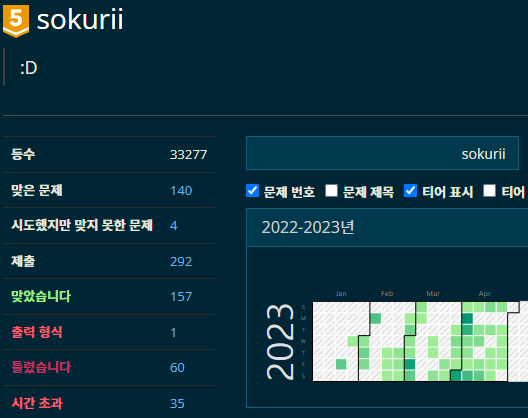 5 sokurii
:D
등수 33277
맞은 문제 140
시도했지만 맞지 못한 문제 4
제출 292
맞았습니다 157
출력 형식 1
틀렸습니다 60
시간 초과 35
sokurii
문제 번호 문제 제목 티어 표시 티어
2022-2023년
Jan Feb Mar Apr
2023
S
M
T
W
T
F
S